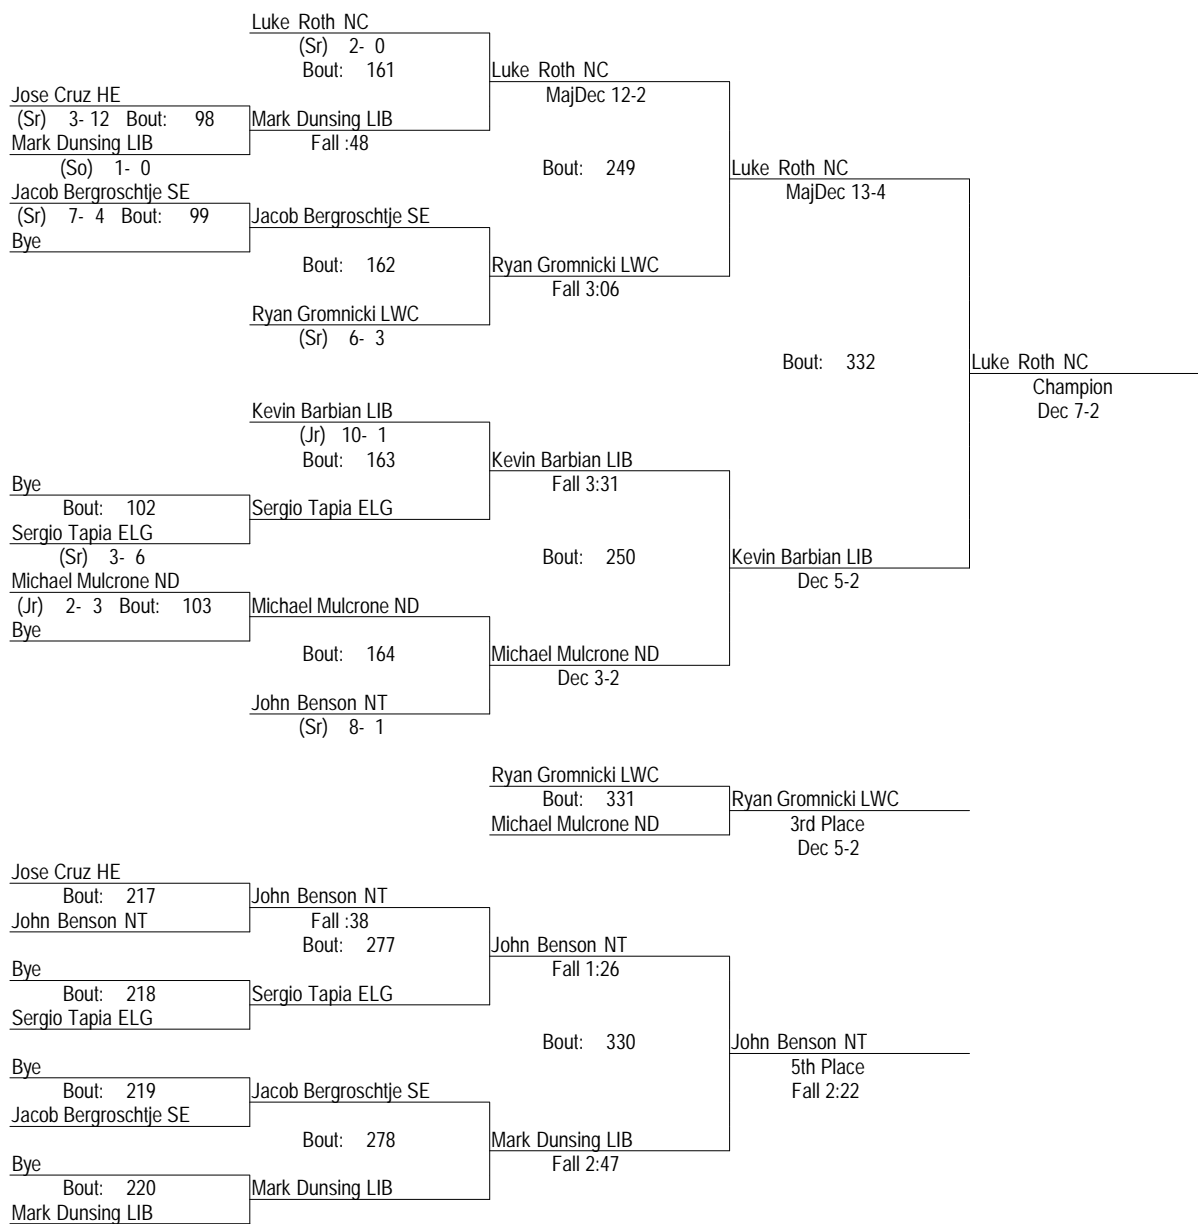 Luke Roth NC
(Sr) 2- 0
Bout: 161
Luke Roth NC
MajDec 12-2
Jose Cruz HE
(Sr) 3- 12 Bout: 98
Mark Dunsing LIB
Fall :48
Mark Dunsing LIB
(So) 1- 0
Bout: 249
Luke Roth NC
MajDec 13-4
Jacob Bergroschtje SE
(Sr) 7- 4 Bout: 99
Jacob Bergroschtje SE
Bye
Bout: 162
Ryan Gromnicki LWC
Fall 3:06
Ryan Gromnicki LWC
(Sr) 6- 3
Bout: 332
Luke Roth NC
Champion
Dec 7-2
Kevin Barbian LIB
(Jr) 10- 1
Bout: 163
Kevin Barbian LIB
Fall 3:31
Bye
Bout: 102
Sergio Tapia ELG
Sergio Tapia ELG
(Sr) 3- 6
Bout: 250
Kevin Barbian LIB
Dec 5-2
Michael Mulcrone ND
(Jr) 2- 3 Bout: 103
Michael Mulcrone ND
Bye
Bout: 164
Michael Mulcrone ND
Dec 3-2
John Benson NT
(Sr) 8- 1
Ryan Gromnicki LWC
Bout: 331
Ryan Gromnicki LWC
Michael Mulcrone ND
3rd Place
Dec 5-2
Jose Cruz HE
Bout: 217
John Benson NT
John Benson NT
Fall :38
Bout: 277
John Benson NT
Fall 1:26
Bye
Bout: 218
Sergio Tapia ELG
Sergio Tapia ELG
Bout: 330
John Benson NT
5th Place
Fall 2:22
Bye
Bout: 219
Jacob Bergroschtje SE
Jacob Bergroschtje SE
Bout: 278
Mark Dunsing LIB
Fall 2:47
Bye
Bout: 220
Mark Dunsing LIB
Mark Dunsing LIB